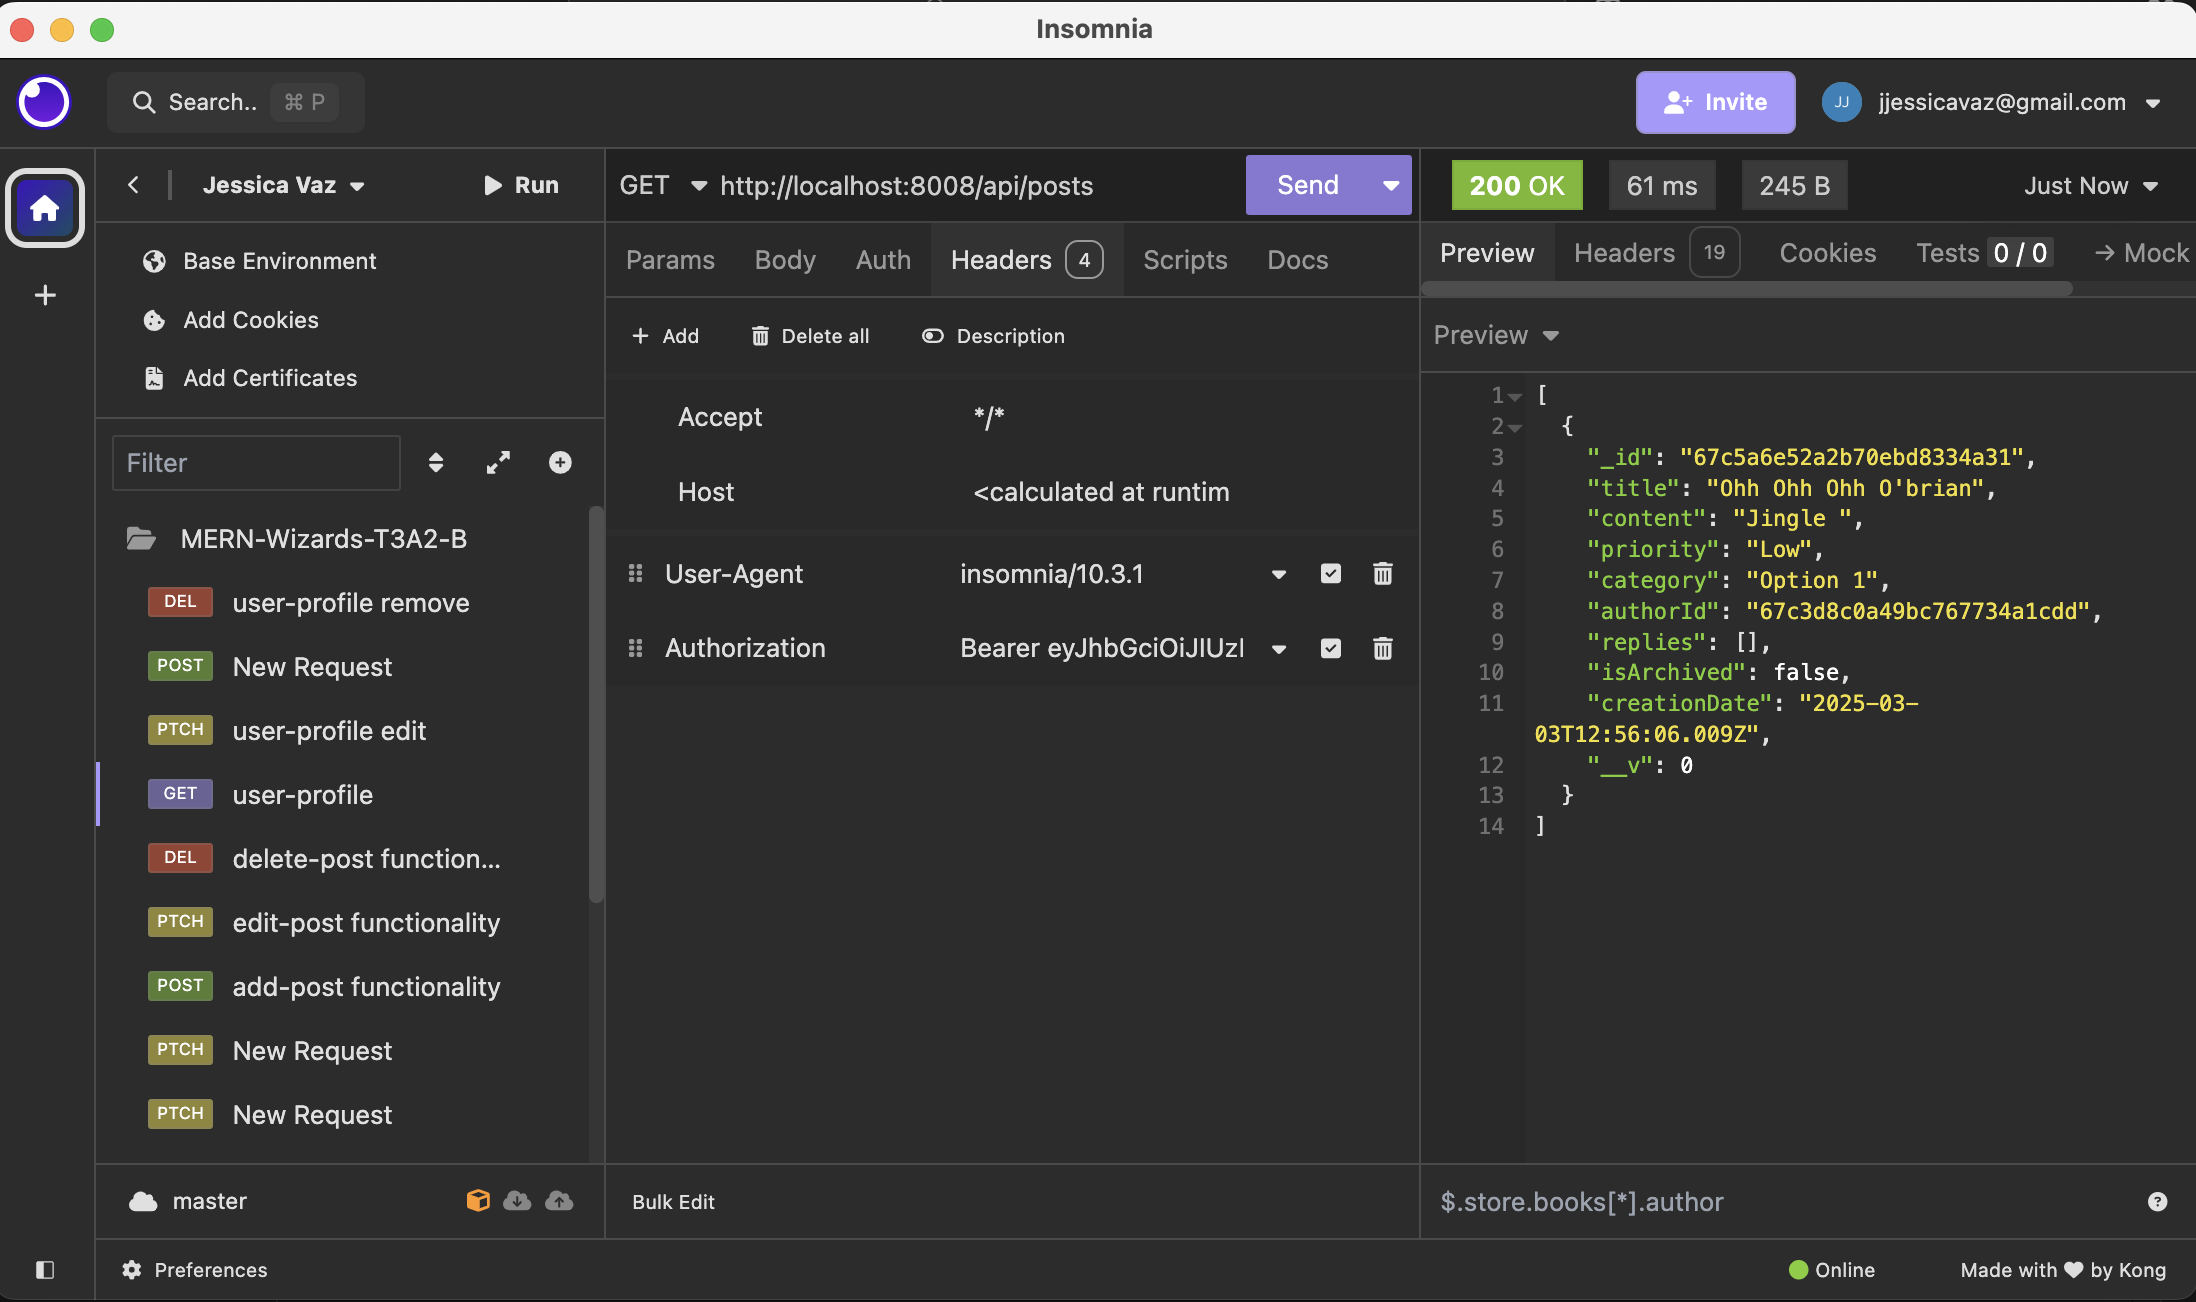 Insomnia
Search.. ⌘ P
Invite
JJ
jjessicavaz@gmail.com
Jessica Vaz
Run
Base Environment
Add Cookies
Add Certificates
Filter
MERN-Wizards-T3A2-B
DEL user-profile remove
POST New Request
PTCH user-profile edit
GET user-profile
DEL delete-post function...
PTCH edit-post functionality
POST add-post functionality
PTCH New Request
PTCH New Request
master
Preferences
GET http://localhost:8008/api/posts Send
Params Body Auth Headers 4 Scripts Docs
+ Add Delete all Description
Accept */*
Host <calculated at runtim
User-Agent insomnia/10.3.1
Authorization Bearer eyJhbGciOiJIUzI
Bulk Edit
200 OK 61 ms 245 B Just Now
Preview Headers 19 Cookies Tests 0 / 0 → Mock
Preview
1 [
2 {
3 "_id": "67c5a6e52a2b70ebd8334a31",
4 "title": "Ohh Ohh Ohh O'brian",
5 "content": "Jingle ",
6 "priority": "Low",
7 "category": "Option 1",
8 "authorId": "67c3d8c0a49bc767734a1cdd",
9 "replies": [],
10 "isArchived": false,
11 "creationDate": "2025-03-
03T12:56:06.009Z",
12 "__v": 0
13 }
14 ]
$.store.books[*].author
Online
Made with ♥ by Kong